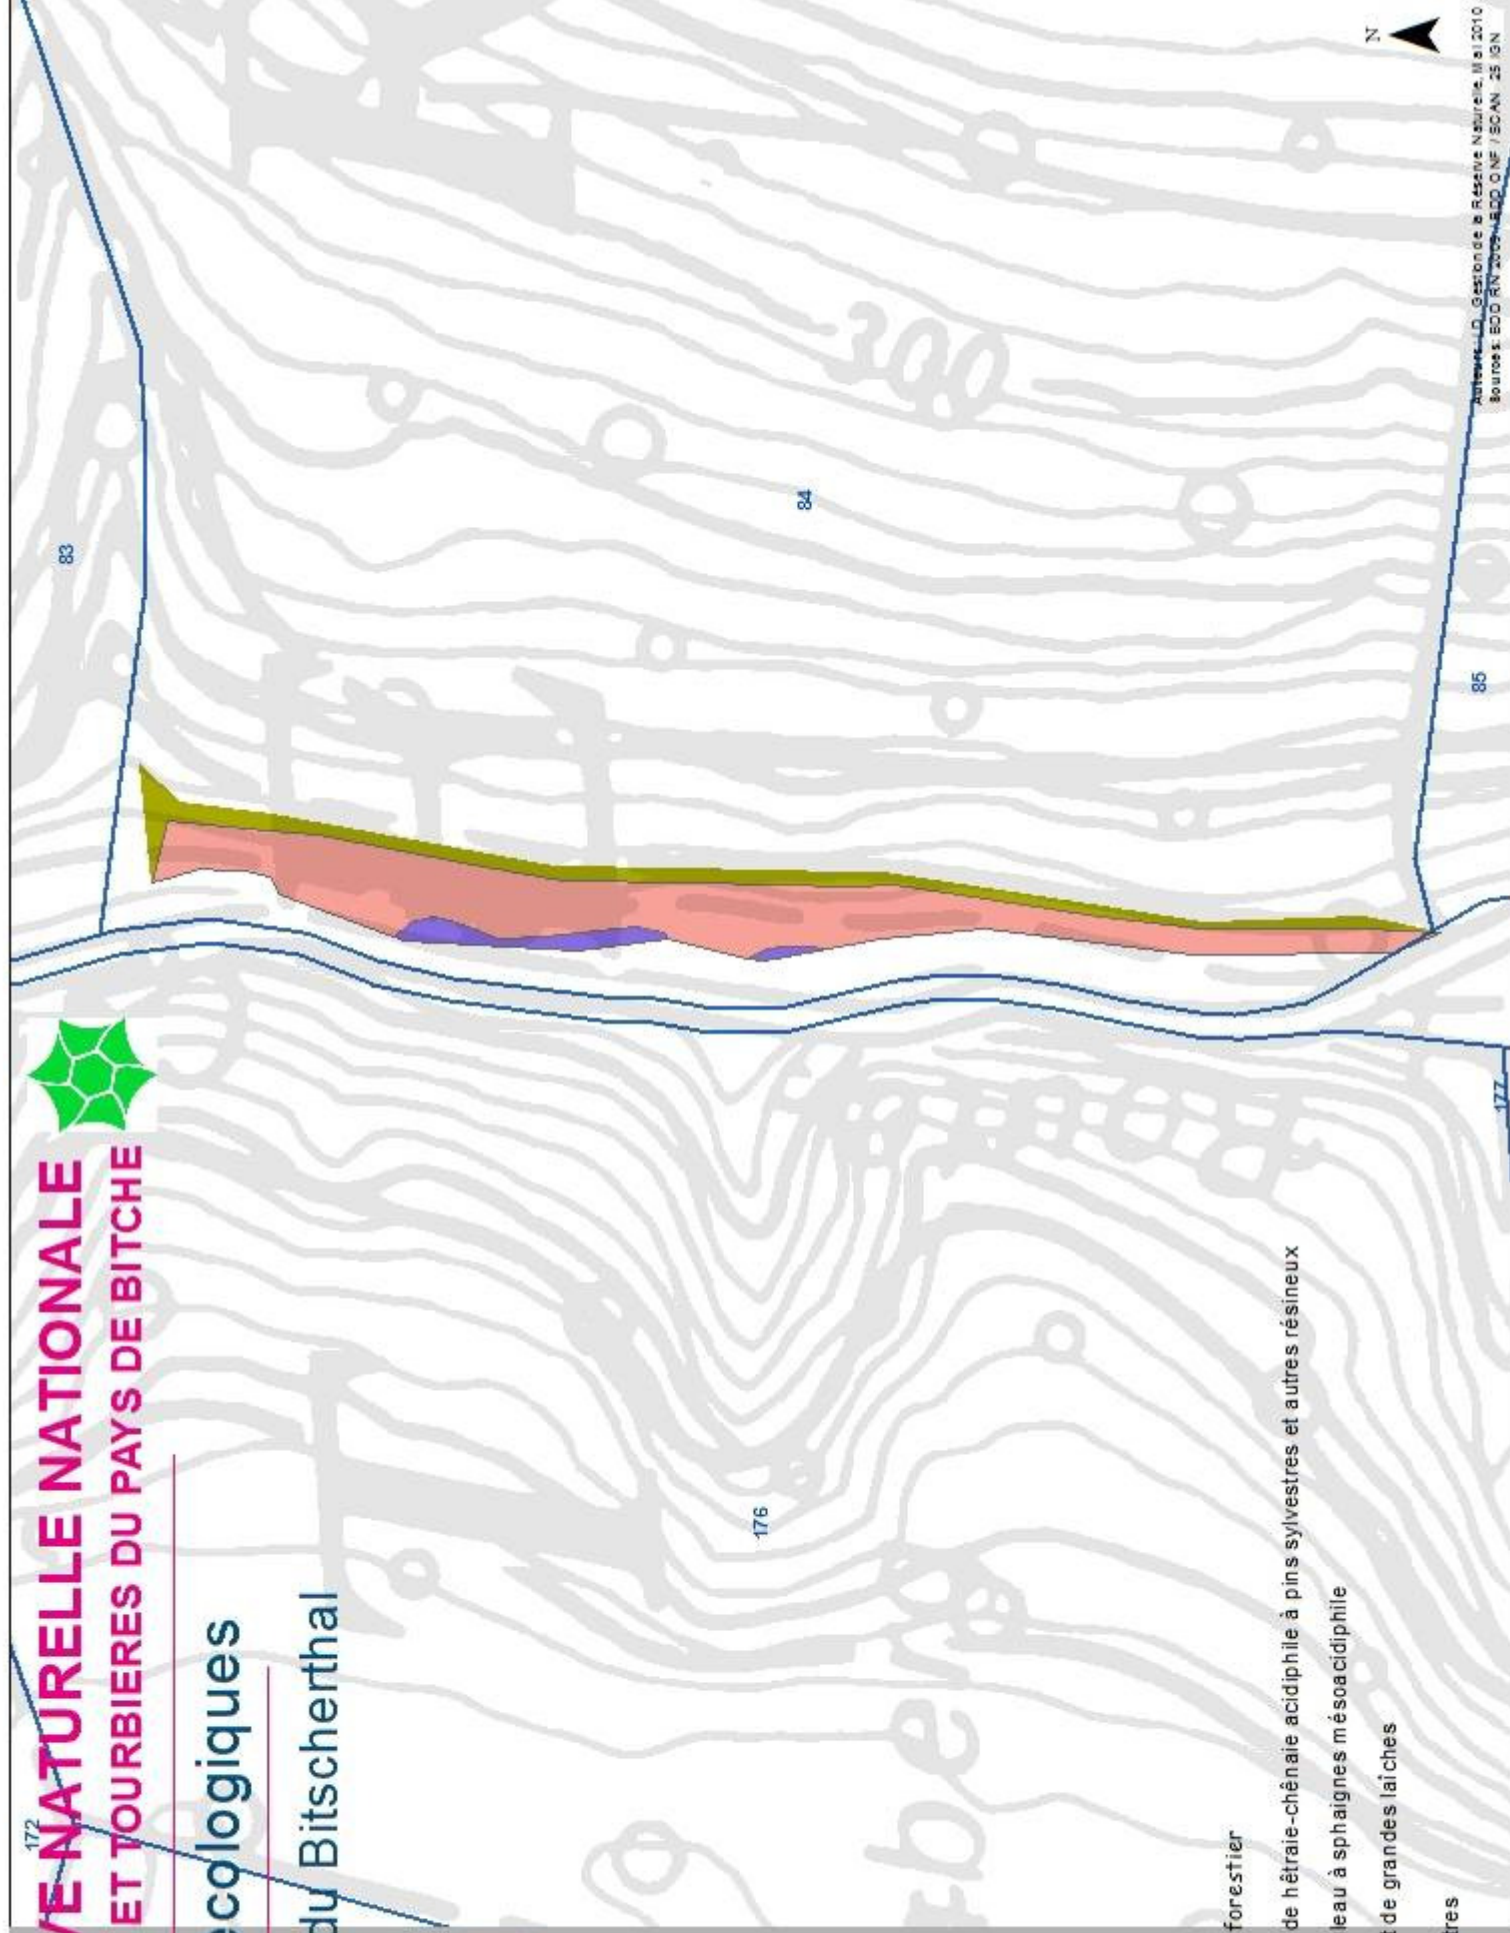 VE NATURELLE NATIONALE
ET TOURBIERES DU PAYS DE BITCHE
écologiques
du Bitscherthal
172
83
84
300
85
176
177
forestier
de hêtraie-chênaie acidiphile à pins sylvestres et autres résineux
leau à sphaignes mésoacidiphile
t de grandes laîches
tres
N
Auteurs: LD, Gestion de la Réserve Naturelle, Mai 2010
Sources: BDD RN 2009 / BDD ONF / SCAN 25 IGN